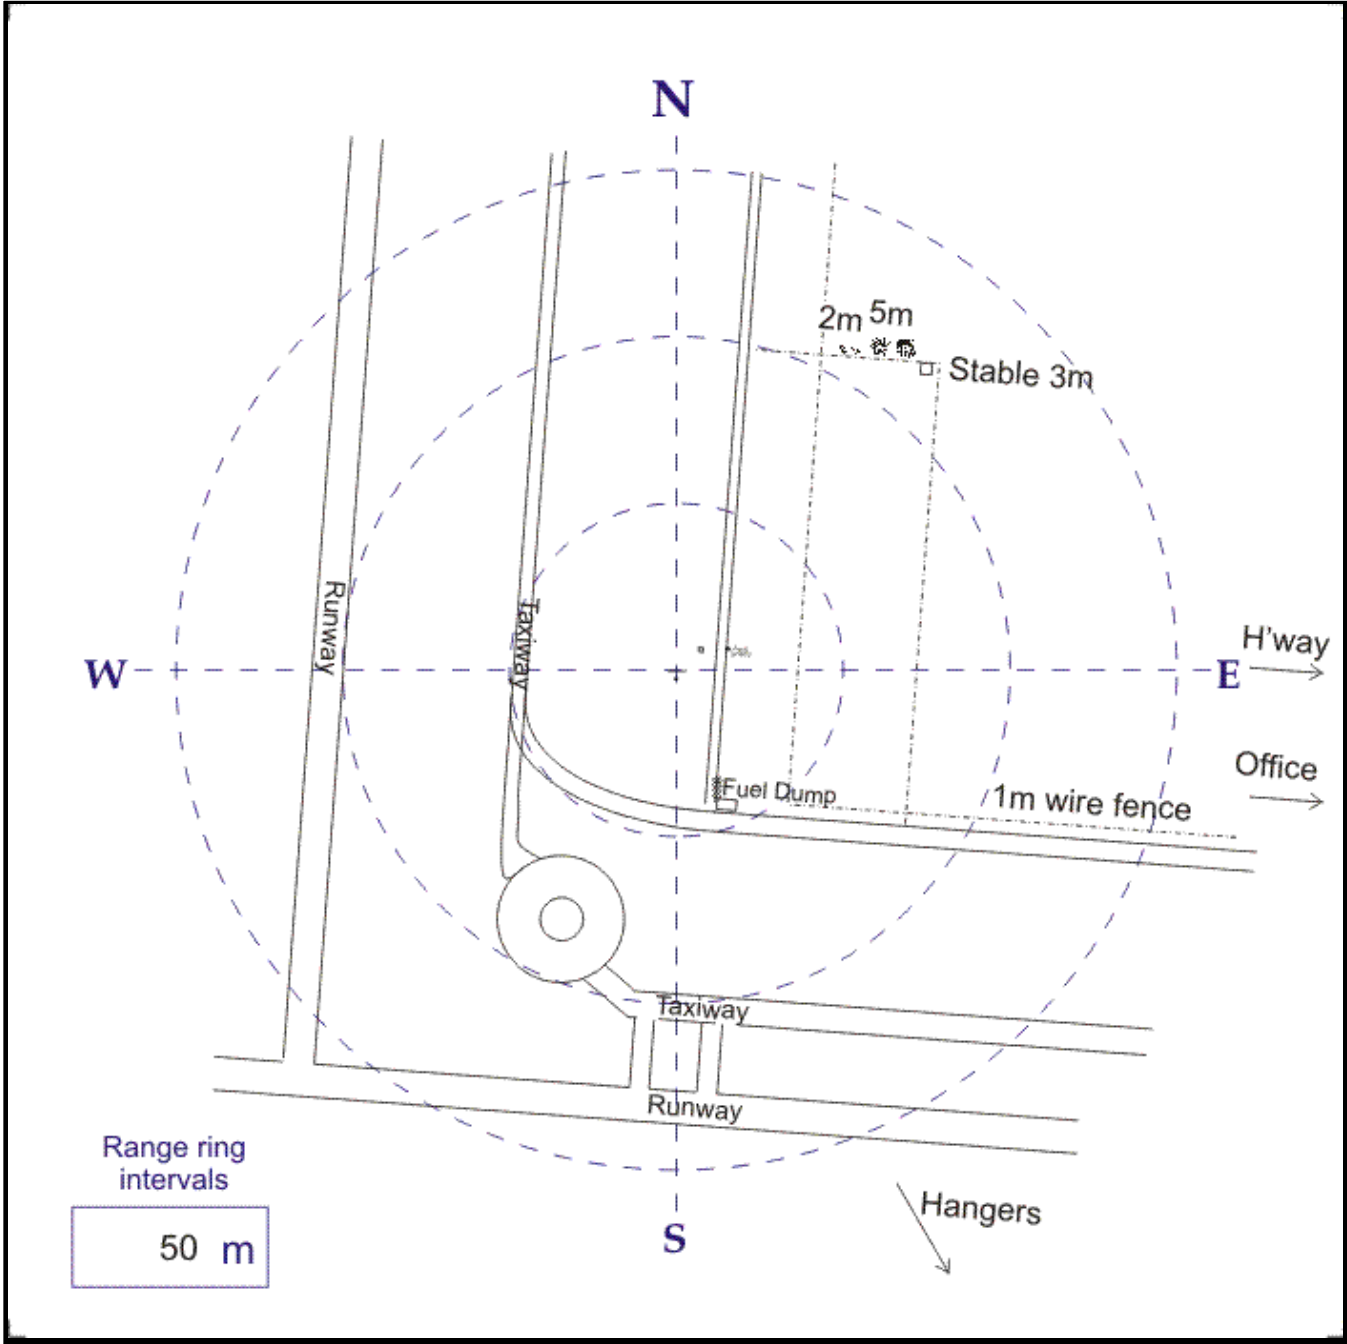 N
2m 5m
Stable 3m
Runway
Taxiway
H'way
W
E
Office
Fuel Dump
1m wire fence
Taxiway
Runway
Range ring
intervals
50 m
Hangers
S